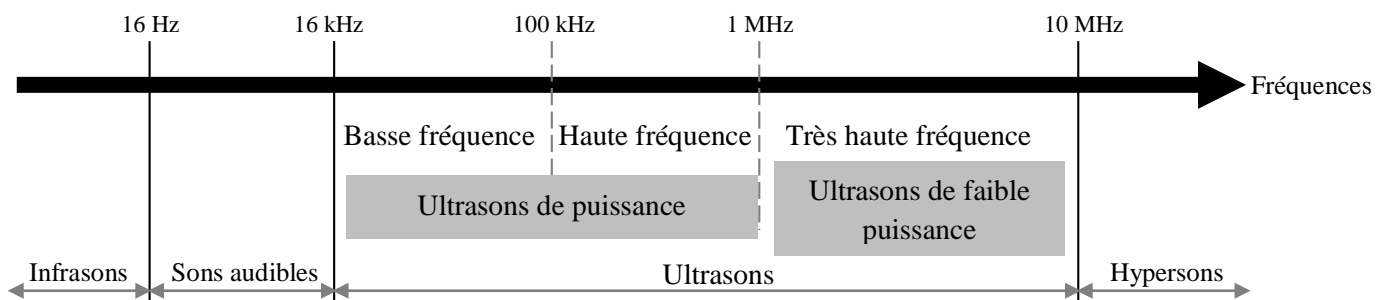 16 Hz
16 kHz
100 kHz
1 MHz
10 MHz
Fréquences
Basse fréquence
Haute fréquence
Très haute fréquence
Ultrasons de puissance
Ultrasons de faible
puissance
Infrasons
Sons audibles
Ultrasons
Hypersons